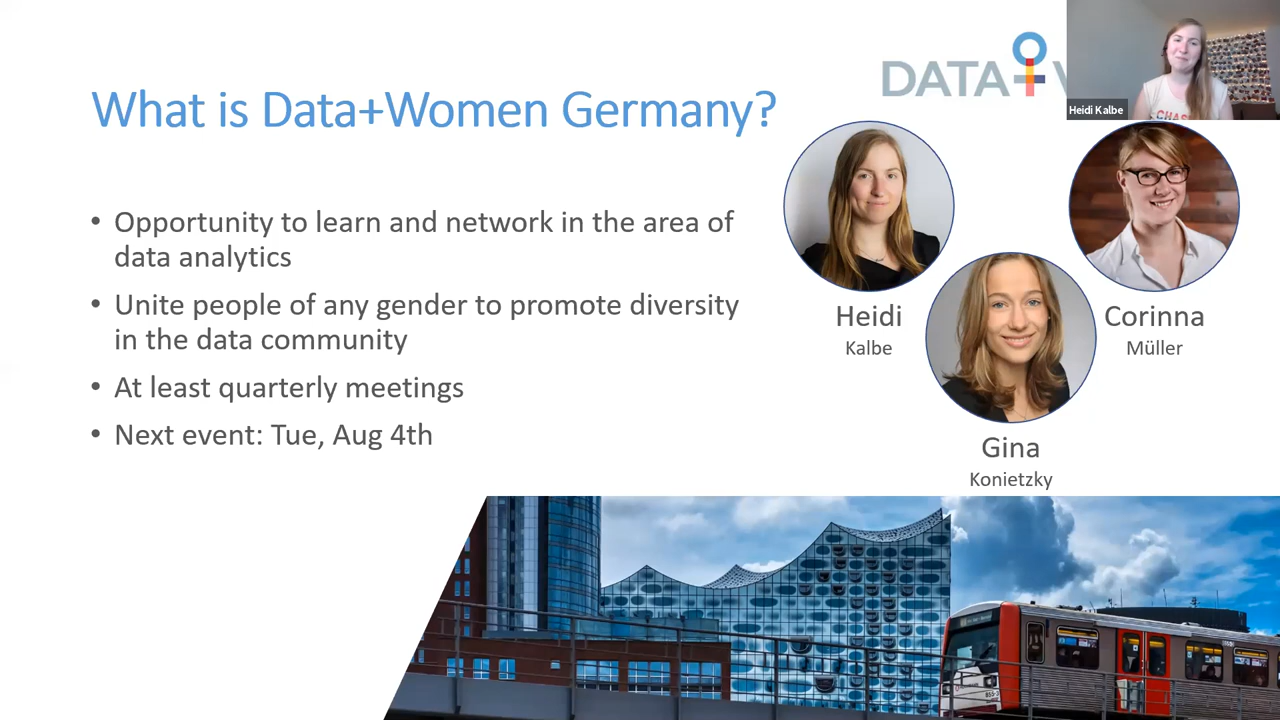 DATA+
Heidi Kalbe
What is Data+Women Germany?
• Opportunity to learn and network in the area of
data analytics
• Unite people of any gender to promote diversity
in the data community
• At least quarterly meetings
• Next event: Tue, Aug 4th
Heidi
Kalbe
Corinna
Müller
Gina
Konietzky